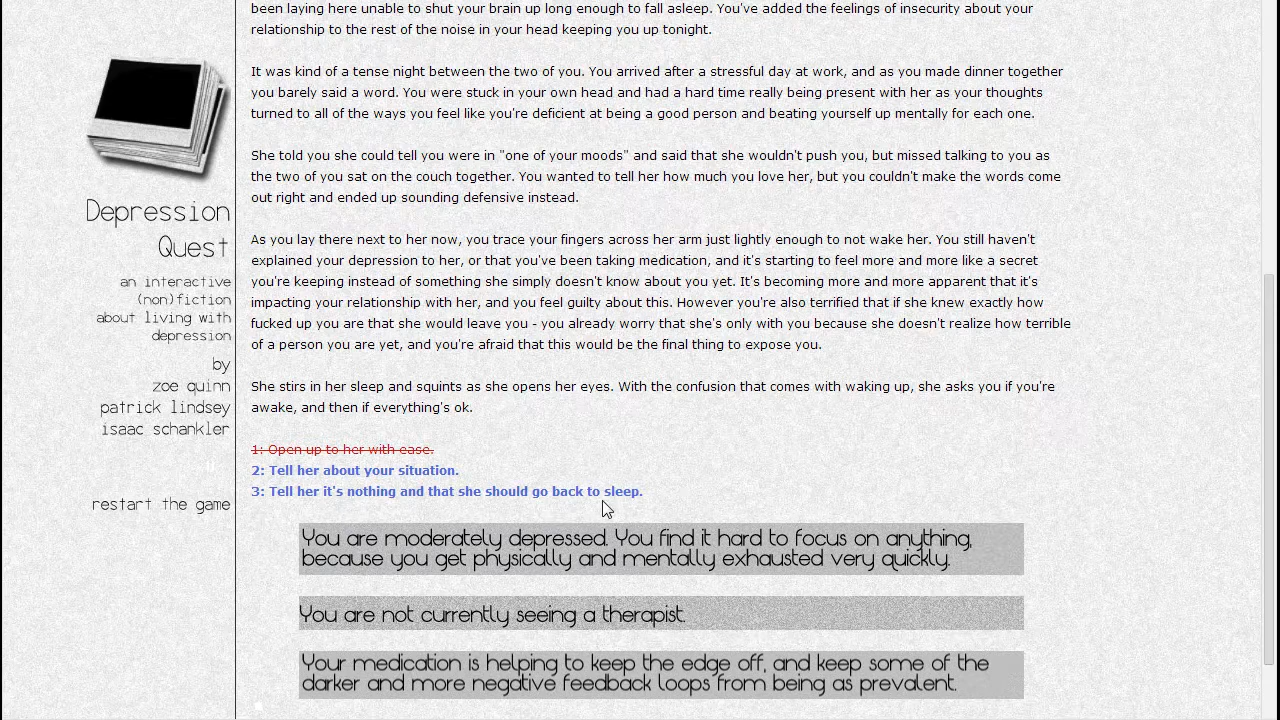 been laying here unable to shut your brain up long enough to fall asleep. You've added the feelings of insecurity about your
relationship to the rest of the noise in your head keeping you up tonight.
It was kind of a tense night between the two of you. You arrived after a stressful day at work, and as you made dinner together
you barely said a word. You were stuck in your own head and had a hard time really being present with her as your thoughts
turned to all of the ways you feel like you're deficient at being a good person and beating yourself up mentally for each one.
She told you she could tell you were in "one of your moods" and said that she wouldn't push you, but missed talking to you as
the two of you sat on the couch together. You wanted to tell her how much you love her, but you couldn't make the words come
out right and ended up sounding defensive instead.
As you lay there next to her now, you trace your fingers across her arm just lightly enough to not wake her. You still haven't
explained your depression to her, or that you've been taking medication, and it's starting to feel more and more like a secret
you're keeping instead of something she simply doesn't know about you yet. It's becoming more and more apparent that it's
impacting your relationship with her, and you feel guilty about this. However you're also terrified that if she knew exactly how
fucked up you are that she would leave you - you already worry that she's only with you because she doesn't realize how terrible
of a person you are yet, and you're afraid that this would be the final thing to expose you.
She stirs in her sleep and squints as she opens her eyes. With the confusion that comes with waking up, she asks you if you're
awake, and then if everything's ok.
1: Open up to her with ease.
2: Tell her about your situation.
3: Tell her it's nothing and that she should go back to sleep.
You are moderately depressed. You find it hard to focus on anything,
because you get physically and mentally exhausted very quickly.
You are not currently seeing a therapist.
Your medication is helping to keep the edge off, and keep some of the
darker and more negative feedback loops from being as prevalent.
Depression
Quest
an interactive
(non)fiction
about living with
depression
by
zoe quinn
patrick lindsey
isaac schankler
restart the game